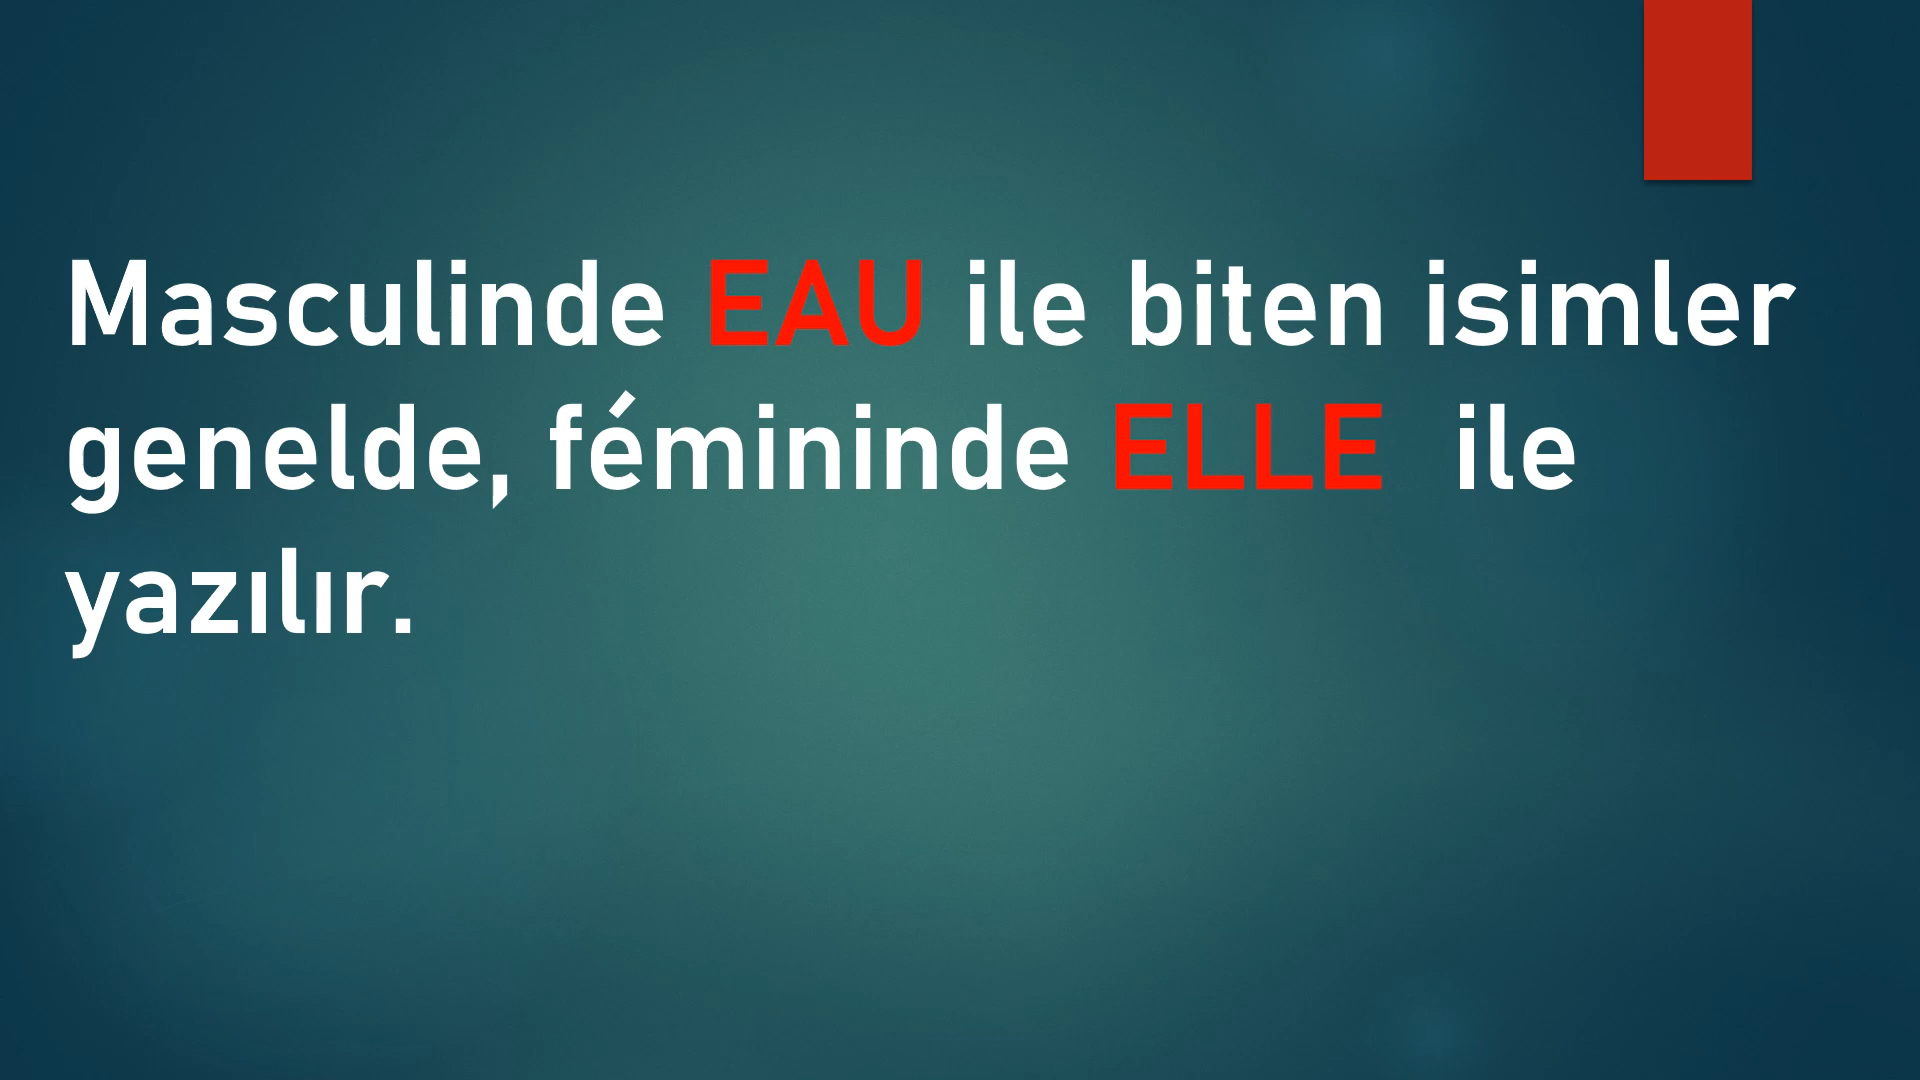 Masculinde EAU ile biten isimler
genelde, fémininde ELLE  ile
yazılır.